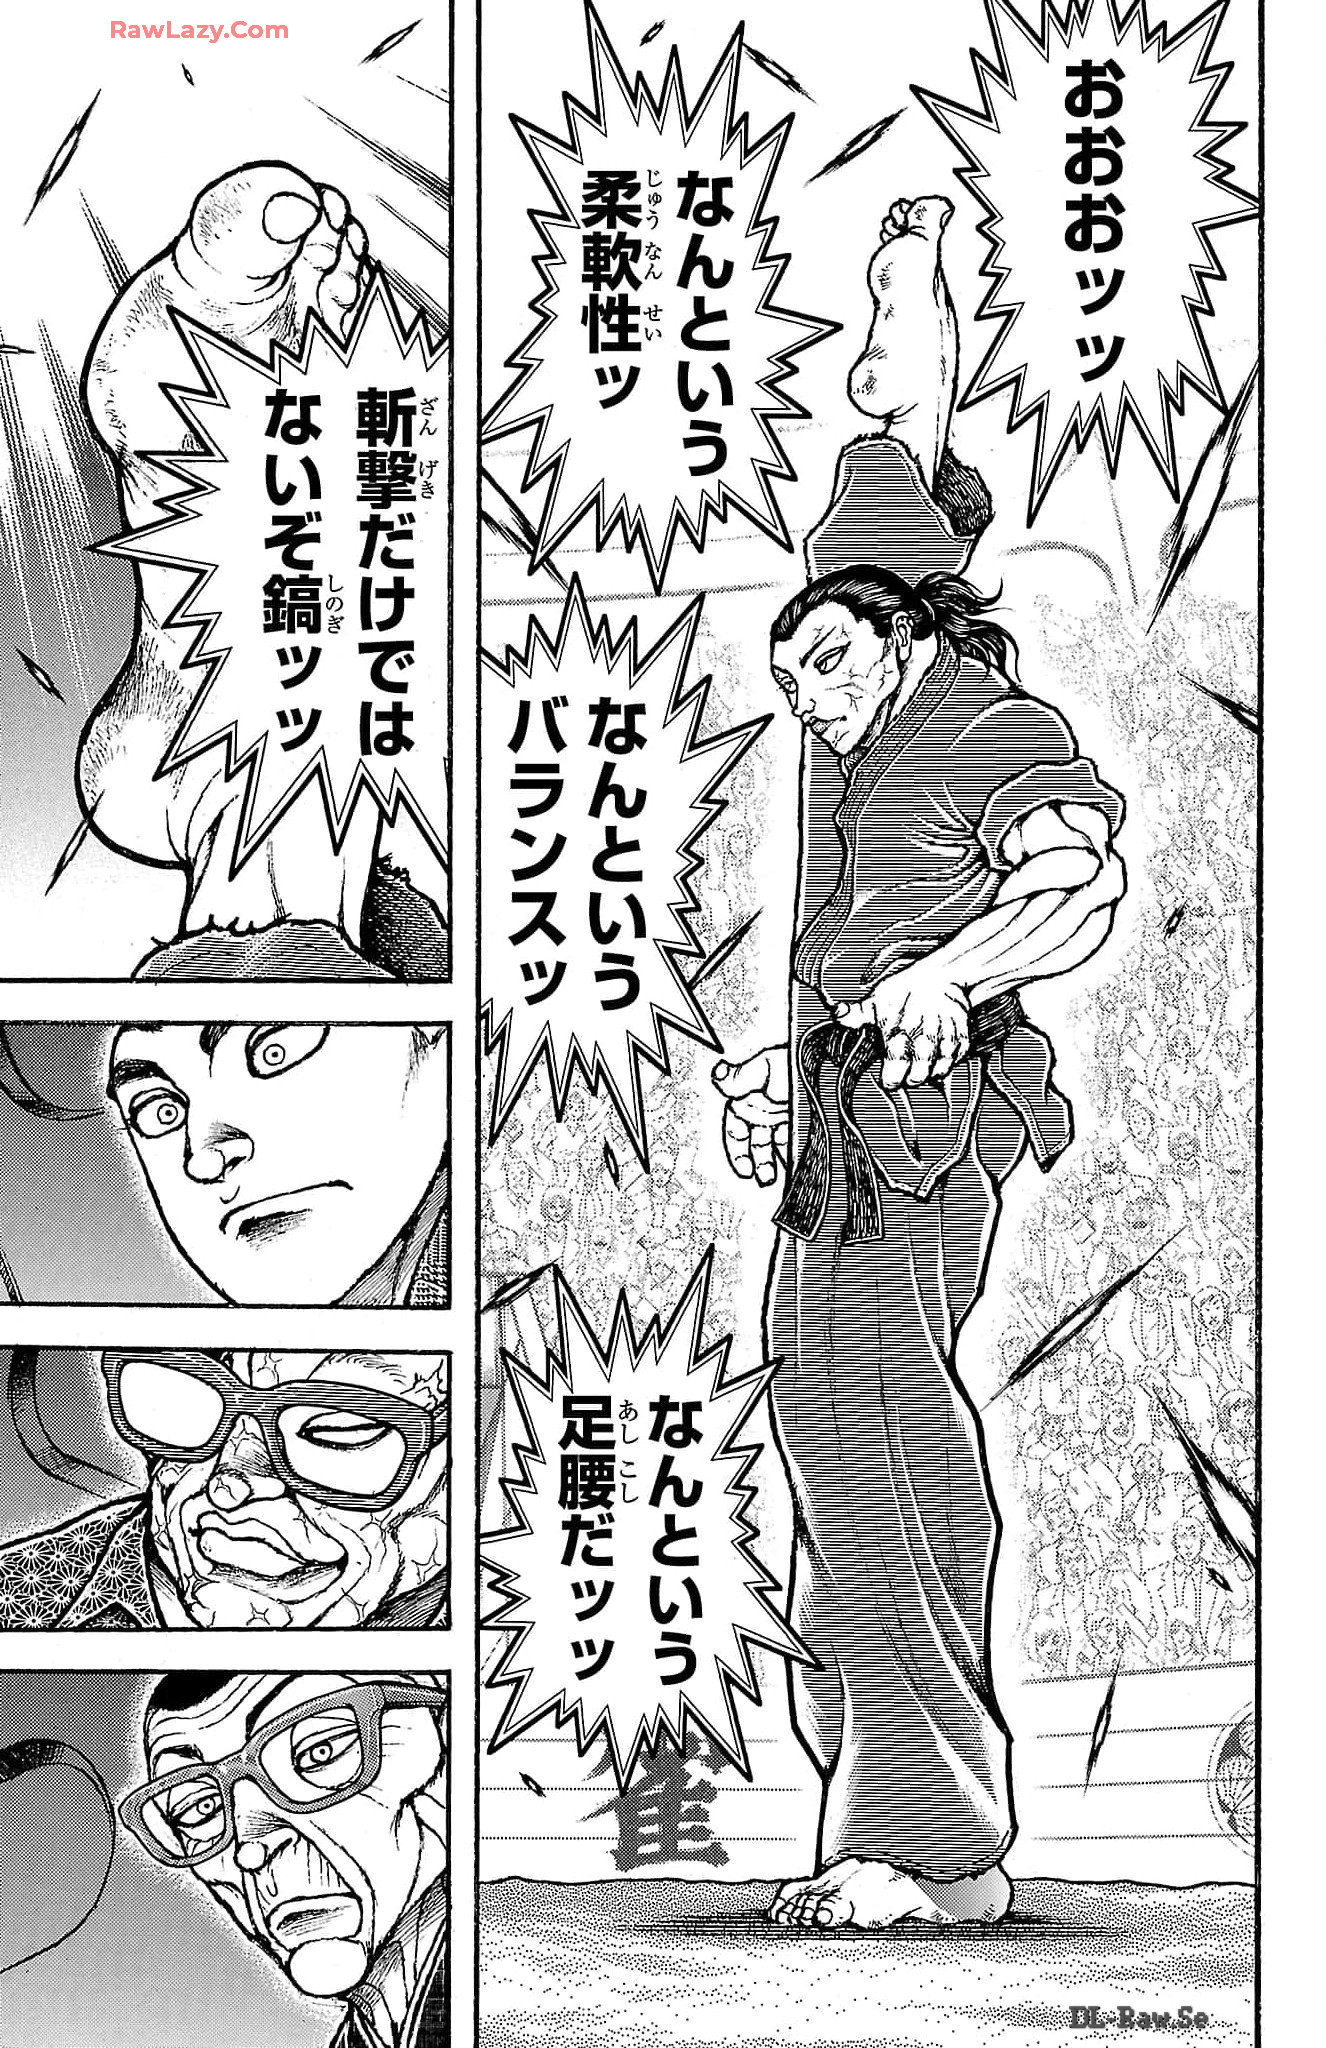 RawLazy.Com
おおおッッ
なんという
柔軟性ッ
じゅうなんせい
なんという
バランスッ
なんという
足腰だッッ
あしこし
斬撃だけでは
ざんげき
ないぞ鎬ッッ
しのぎ
雀
DL-Raw.Se